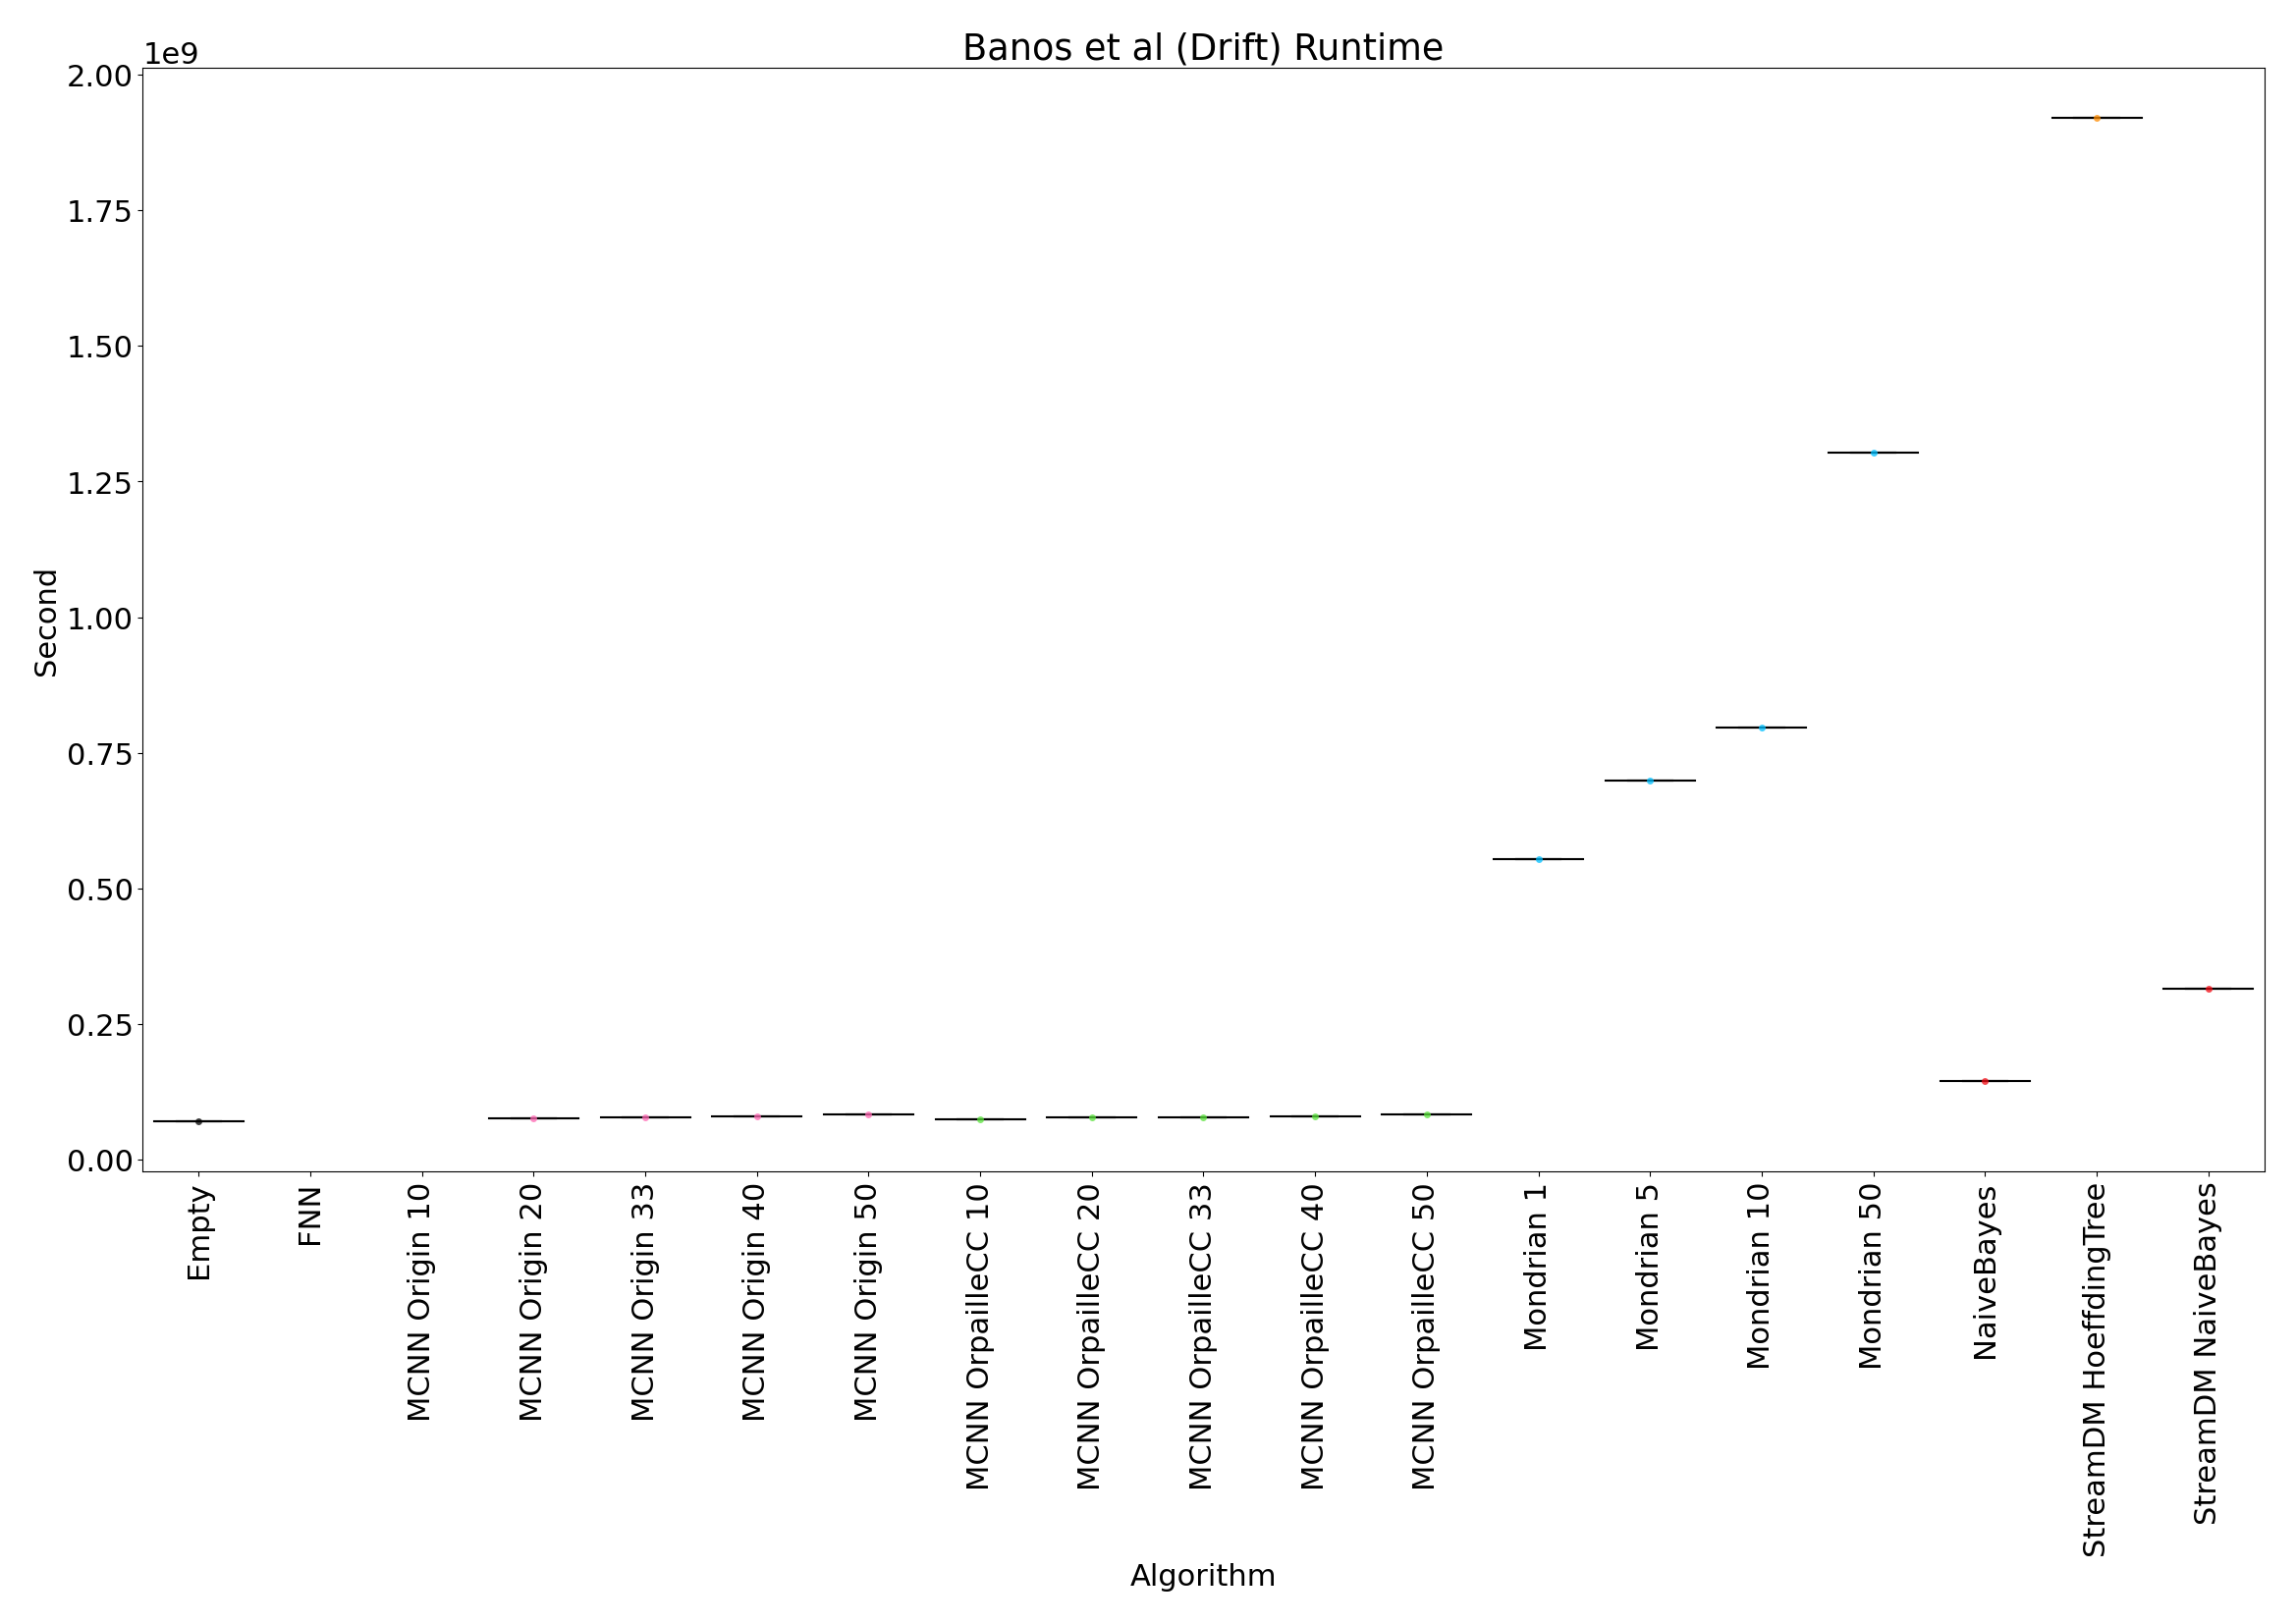 Banos et al (Drift) Runtime
1e9
2.00
1.75
1.50
1.25
1.00
0.75
0.50
0.25
0.00
Second
Empty
FNN
MCNN Origin 10
MCNN Origin 20
MCNN Origin 33
MCNN Origin 40
MCNN Origin 50
MCNN OrpailleCC 10
MCNN OrpailleCC 20
MCNN OrpailleCC 33
MCNN OrpailleCC 40
MCNN OrpailleCC 50
Mondrian 1
Mondrian 5
Mondrian 10
Mondrian 50
NaiveBayes
StreamDM HoeffdingTree
StreamDM NaiveBayes
Algorithm